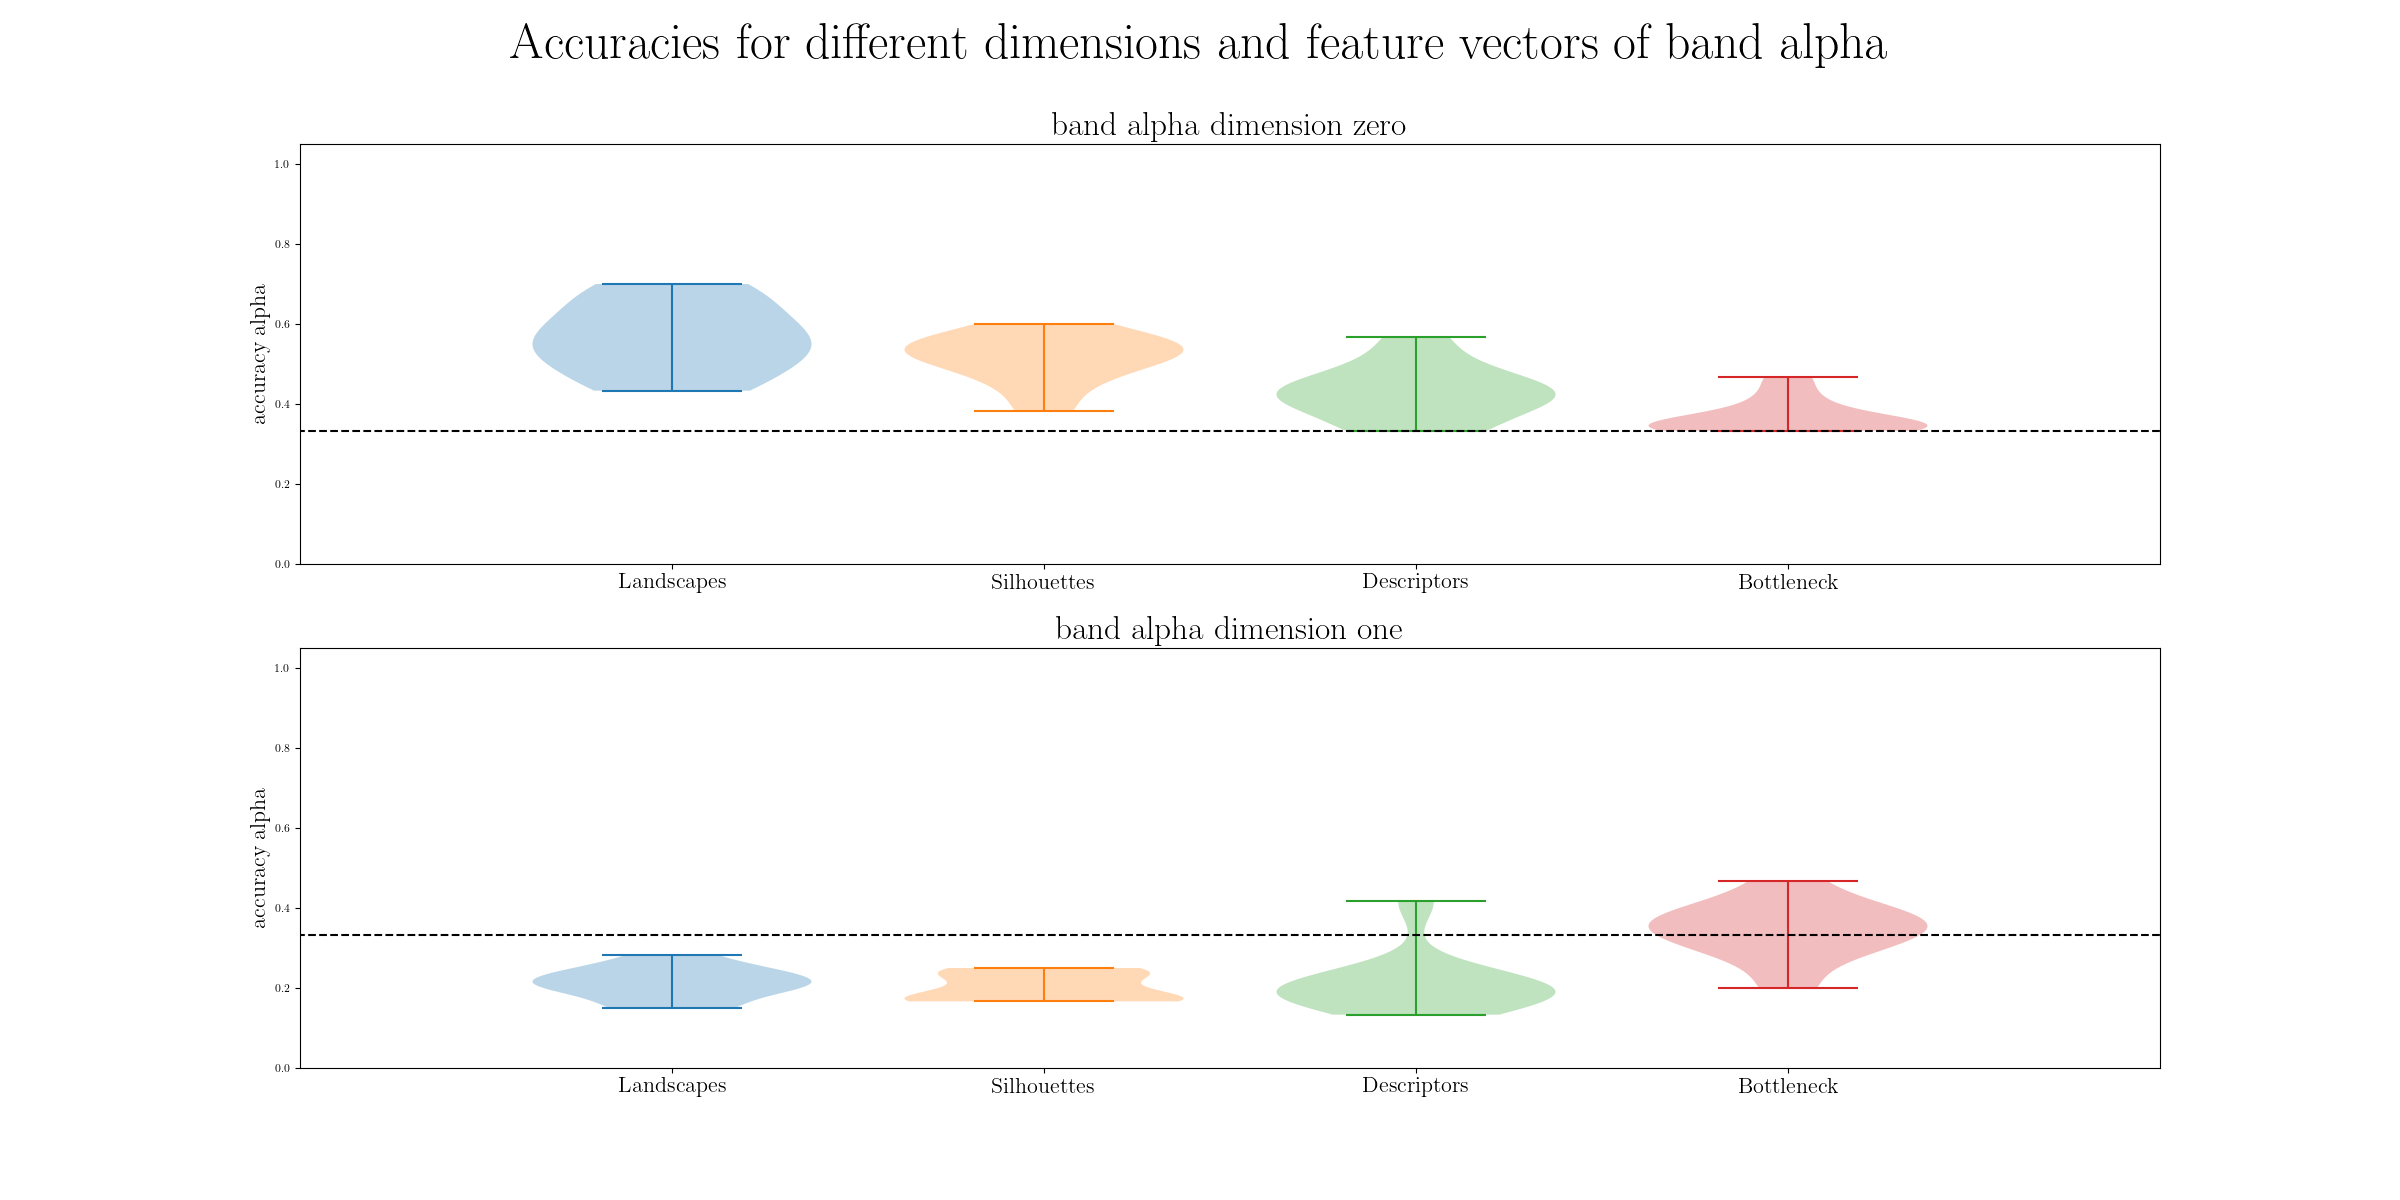 Accuracies for different dimensions and feature vectors of band alpha
band alpha dimension zero
accuracy alpha
1.0
0.8
0.6
0.4
0.2
0.0
Landscapes Silhouettes Descriptors Bottleneck
band alpha dimension one
accuracy alpha
1.0
0.8
0.6
0.4
0.2
0.0
Landscapes Silhouettes Descriptors Bottleneck